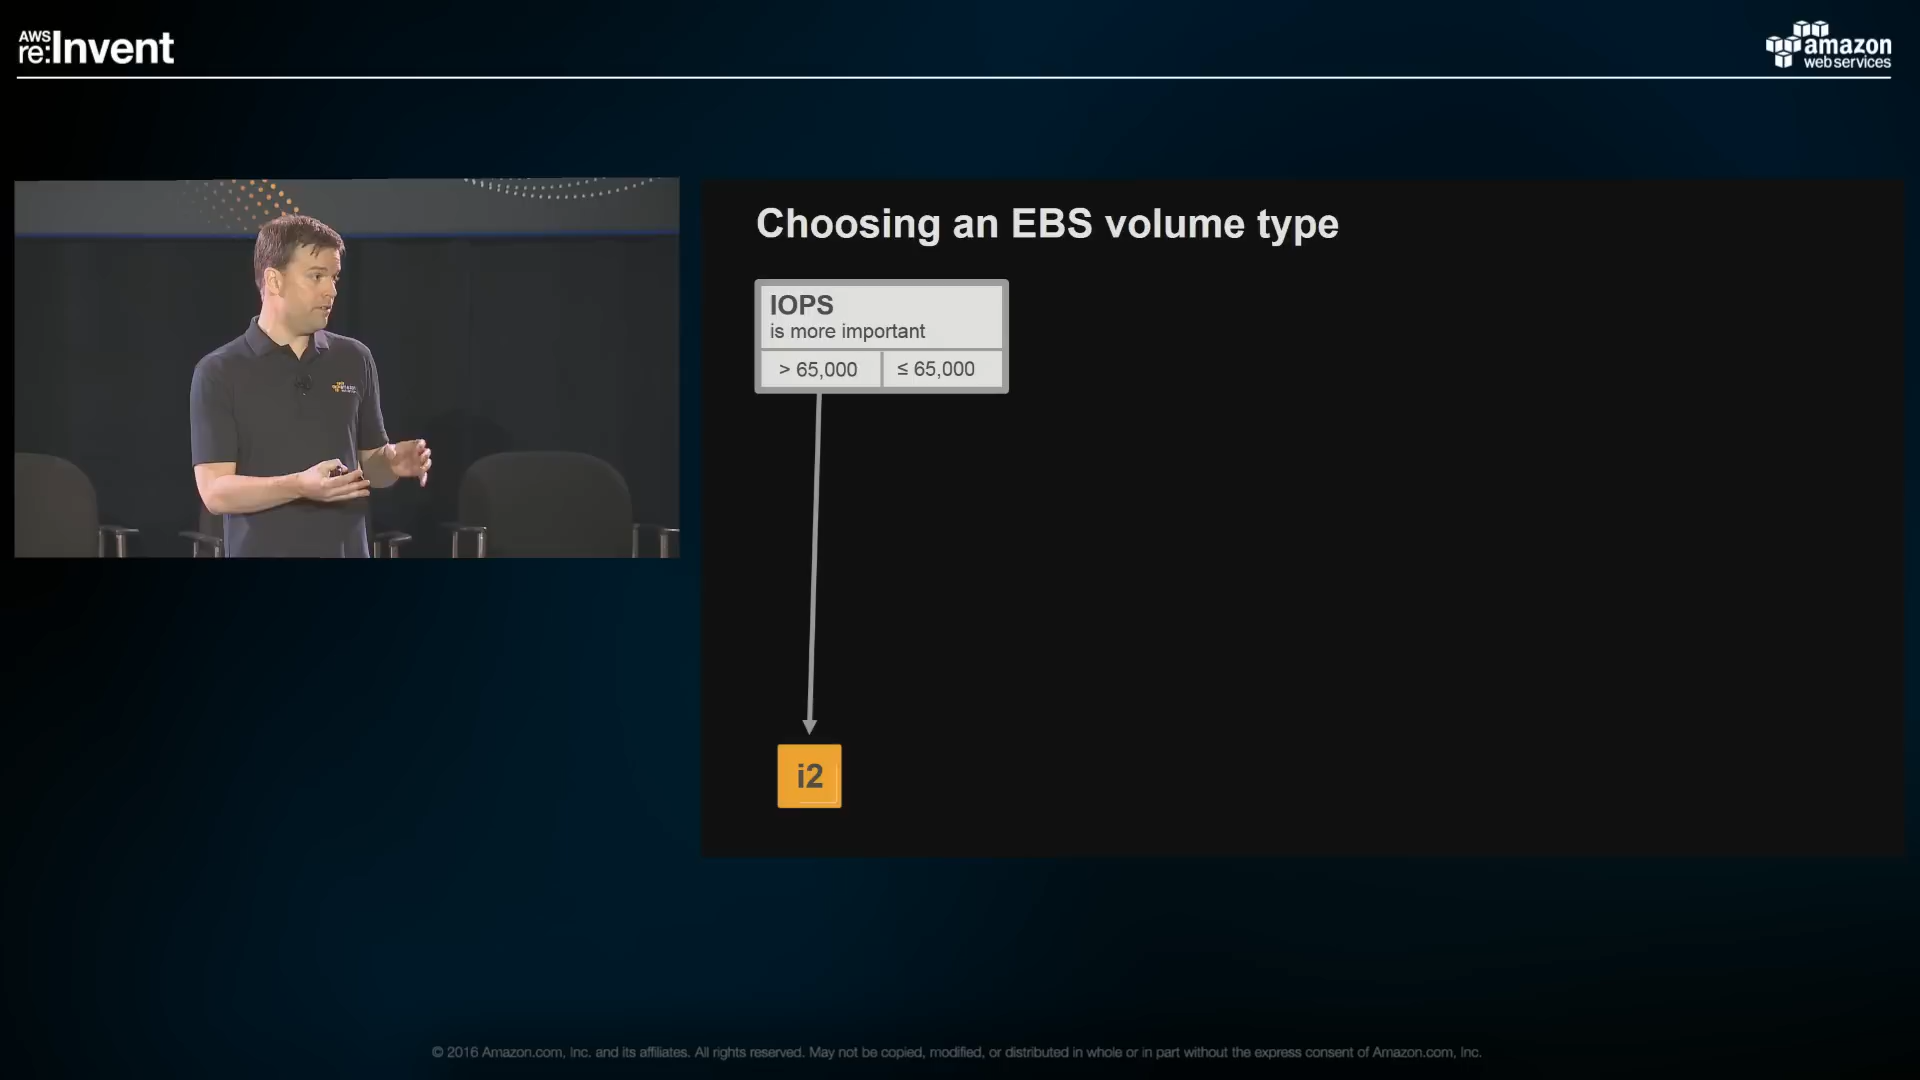 AWS
re:Invent
amazon
web services
Choosing an EBS volume type
IOPS
is more important
> 65,000
≤ 65,000
i2
© 2016 Amazon.com, Inc. and its affiliates. All rights reserved. May not be copied, modified, or distributed in whole or in part without the express consent of Amazon.com, Inc.